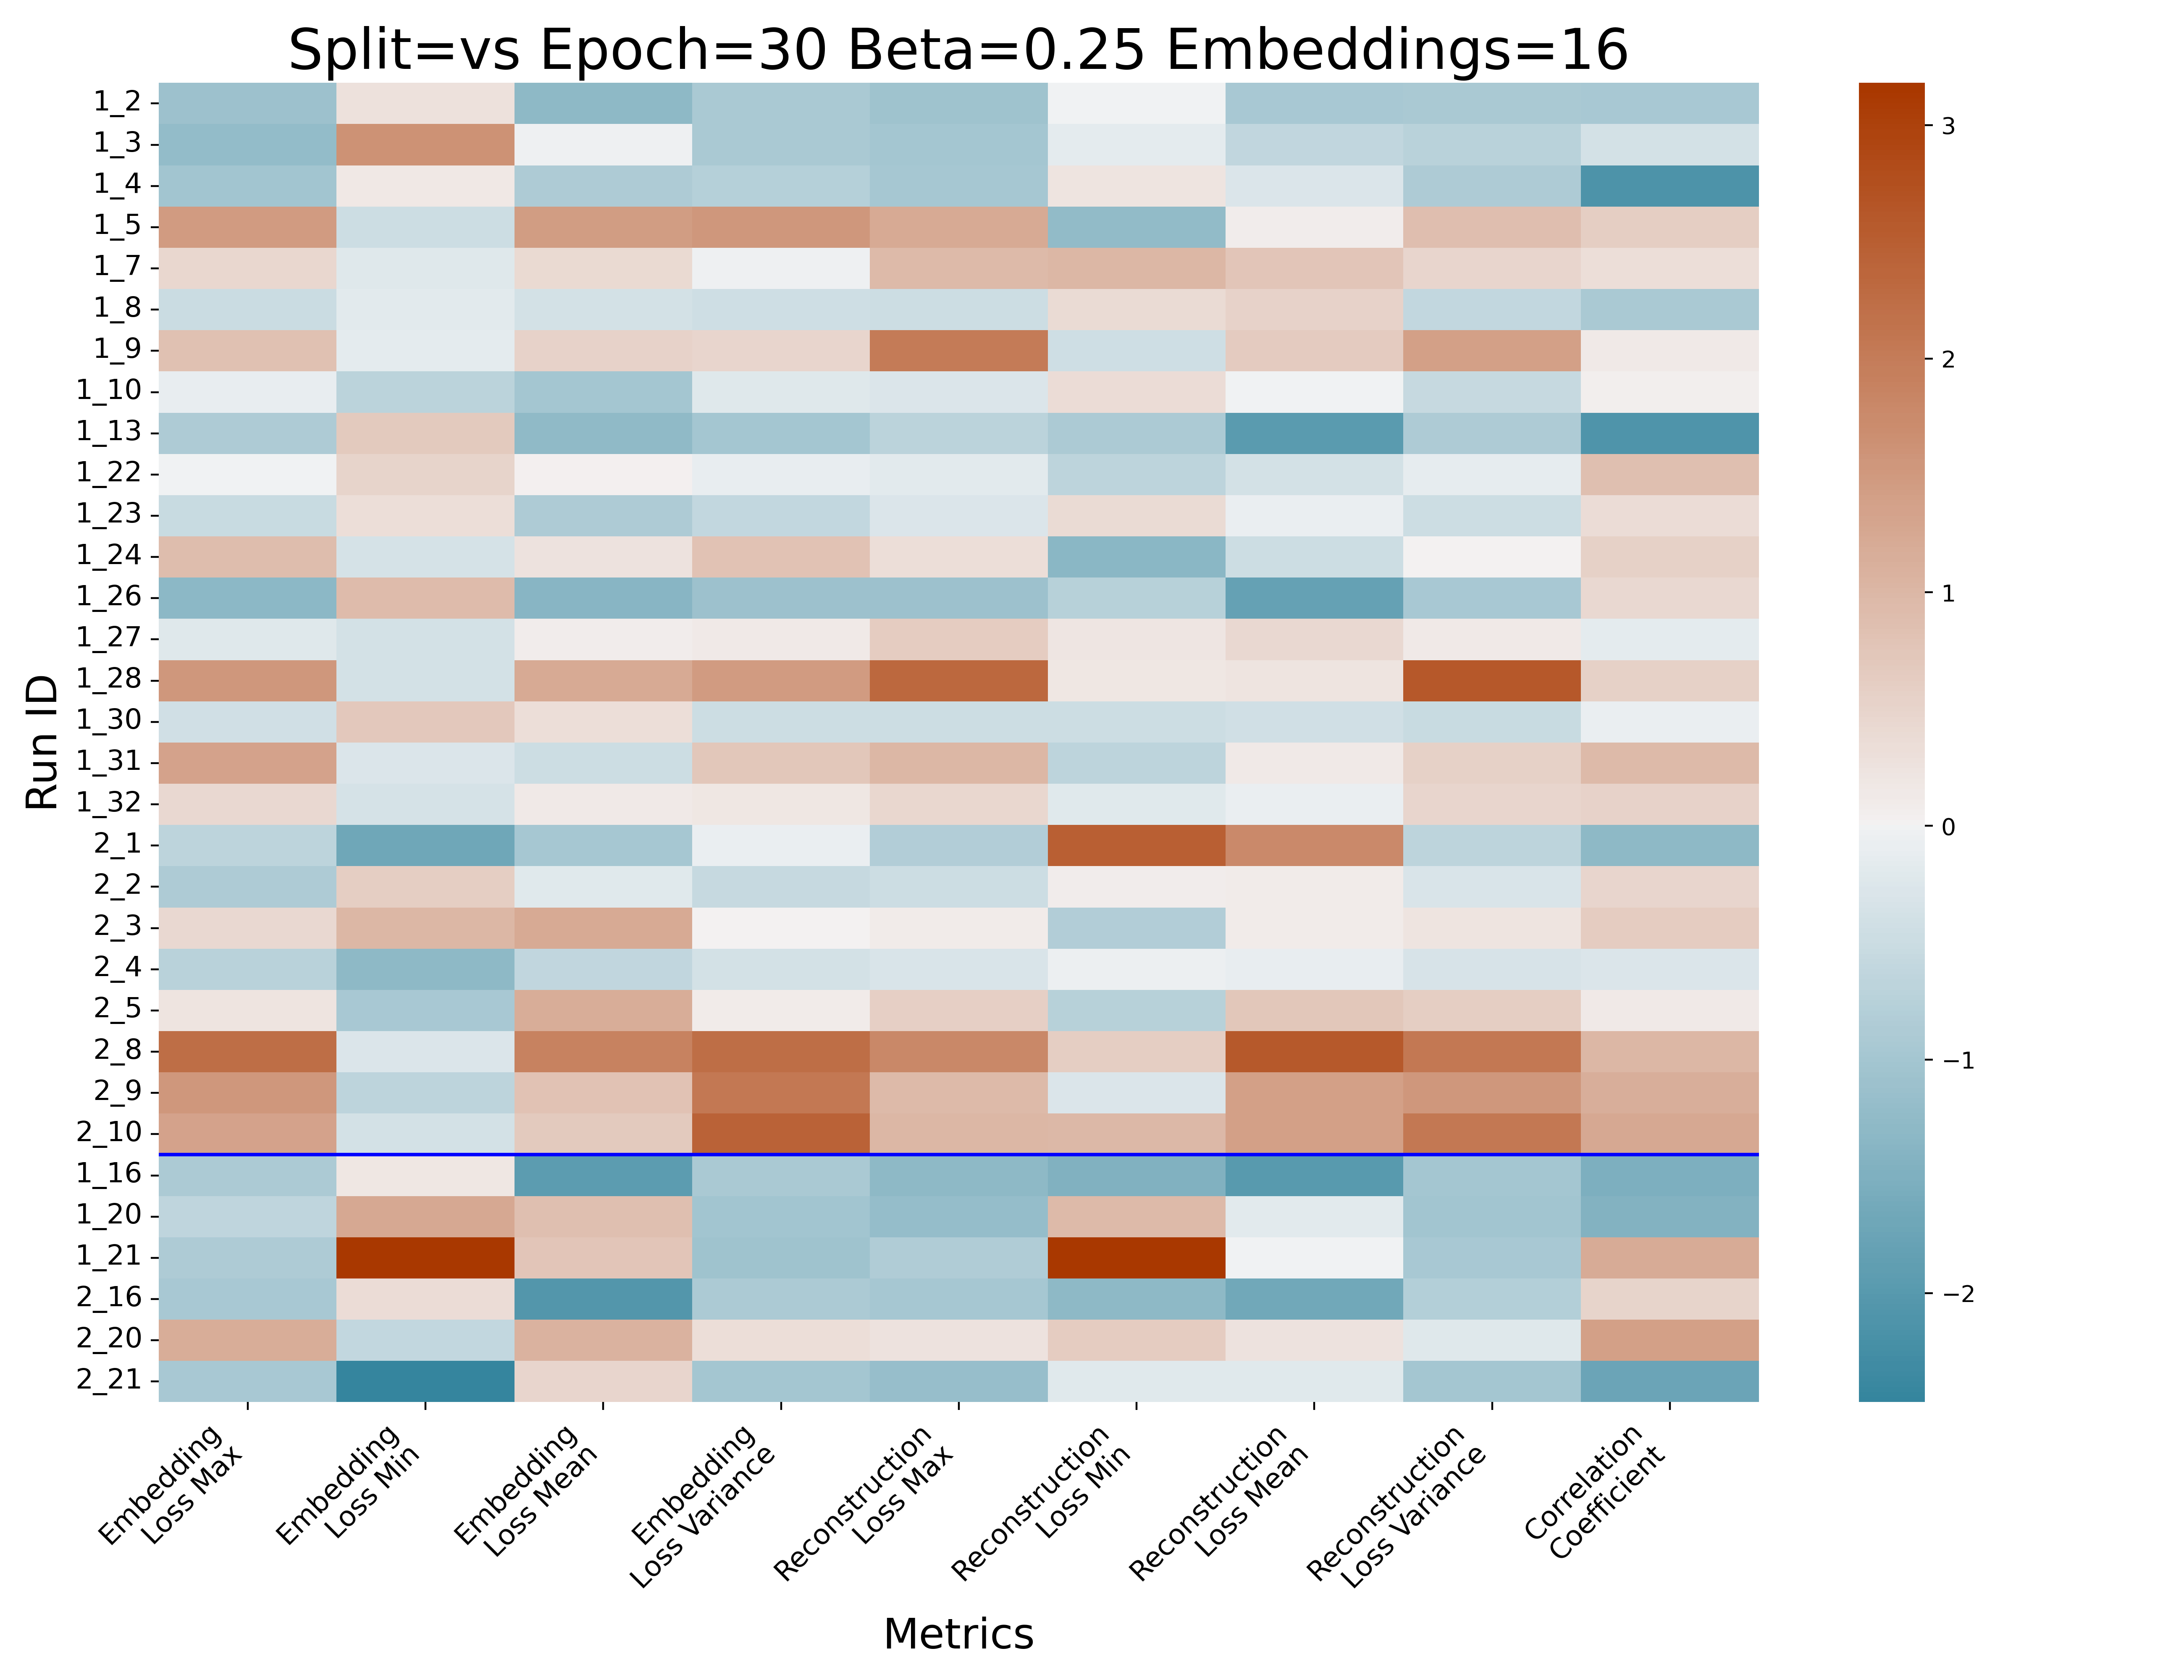 Split=vs Epoch=30 Beta=0.25 Embeddings=16
Run ID
1_2
1_3
1_4
1_5
1_7
1_8
1_9
1_10
1_13
1_22
1_23
1_24
1_26
1_27
1_28
1_30
1_31
1_32
2_1
2_2
2_3
2_4
2_5
2_8
2_9
2_10
1_16
1_20
1_21
2_16
2_20
2_21
Embedding
Loss Max
Embedding
Loss Min
Embedding
Loss Mean
Embedding
Loss Variance
Reconstruction
Loss Max
Reconstruction
Loss Min
Reconstruction
Loss Mean
Reconstruction
Loss Variance
Correlation
Coefficient
Metrics
3
2
1
0
−1
−2